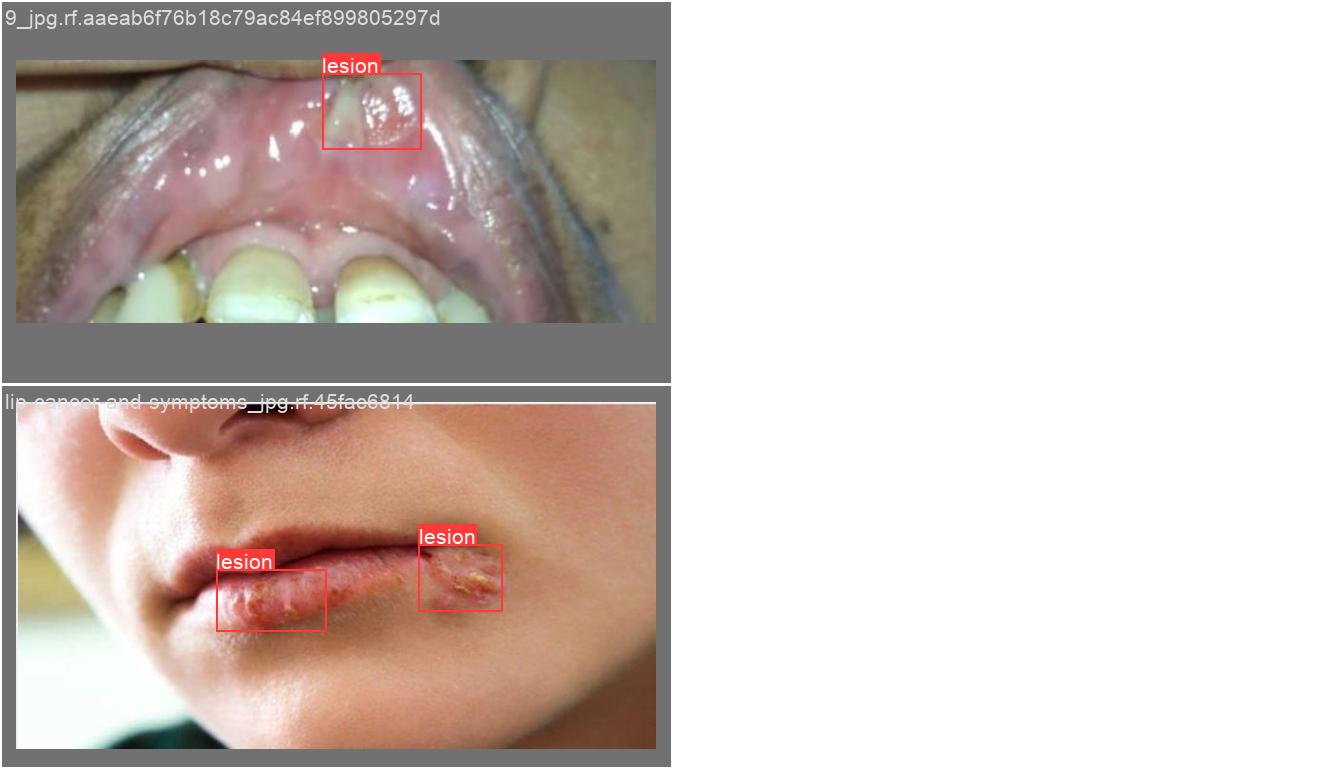 9_jpg.rf.aaeab6f76b18c79ac84ef899805297d
lesion
lip cancer and symptoms_jpg.rf.45fac6814
lesion
lesion